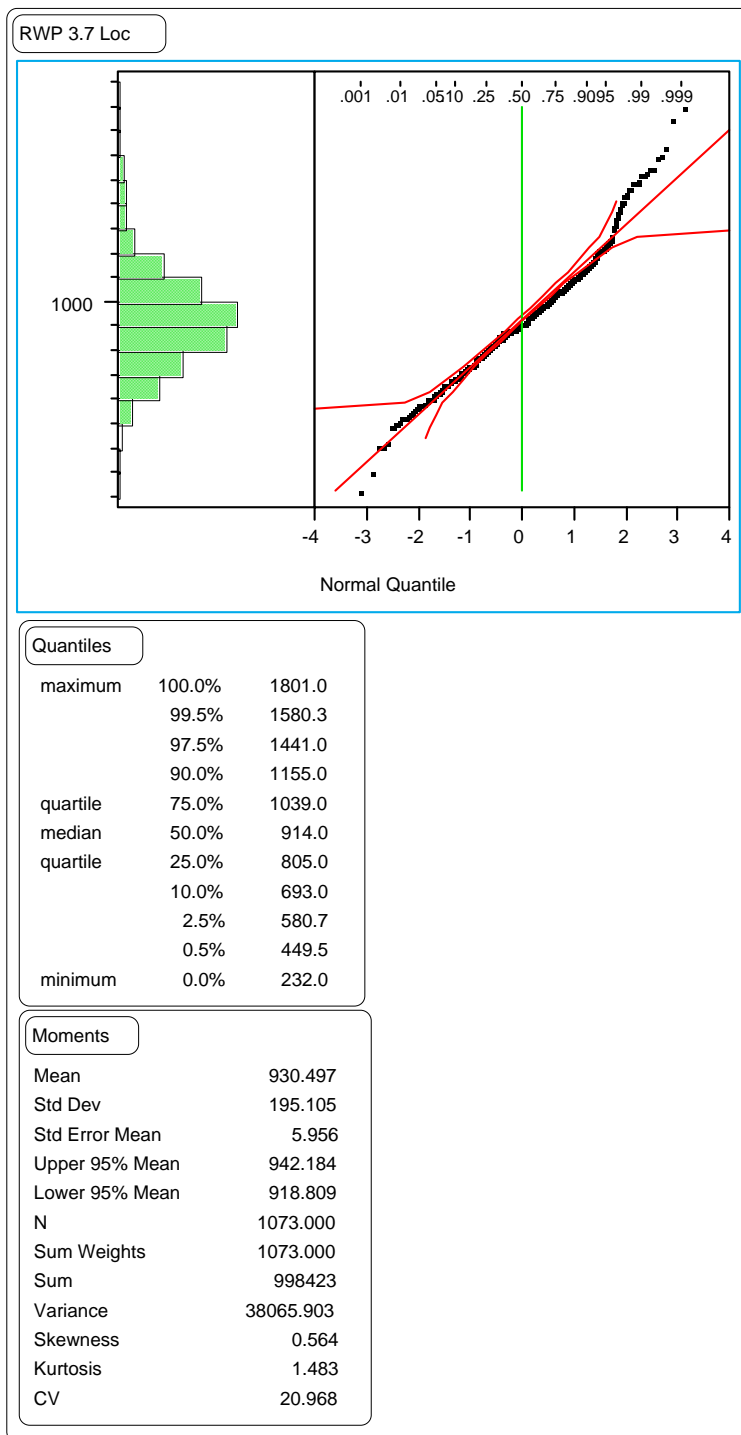 RWP 3.7 Loc
.001 .01 .05.10 .25 .50 .75 .90.95 .99 .999
1000
-4 -3 -2 -1 0 1 2 3 4
Normal Quantile
Quantiles
maximum 100.0% 1801.0
99.5% 1580.3
97.5% 1441.0
90.0% 1155.0
quartile 75.0% 1039.0
median 50.0% 914.0
quartile 25.0% 805.0
10.0% 693.0
2.5% 580.7
0.5% 449.5
minimum 0.0% 232.0
Moments
Mean 930.497
Std Dev 195.105
Std Error Mean 5.956
Upper 95% Mean 942.184
Lower 95% Mean 918.809
N 1073.000
Sum Weights 1073.000
Sum 998423
Variance 38065.903
Skewness 0.564
Kurtosis 1.483
CV 20.968